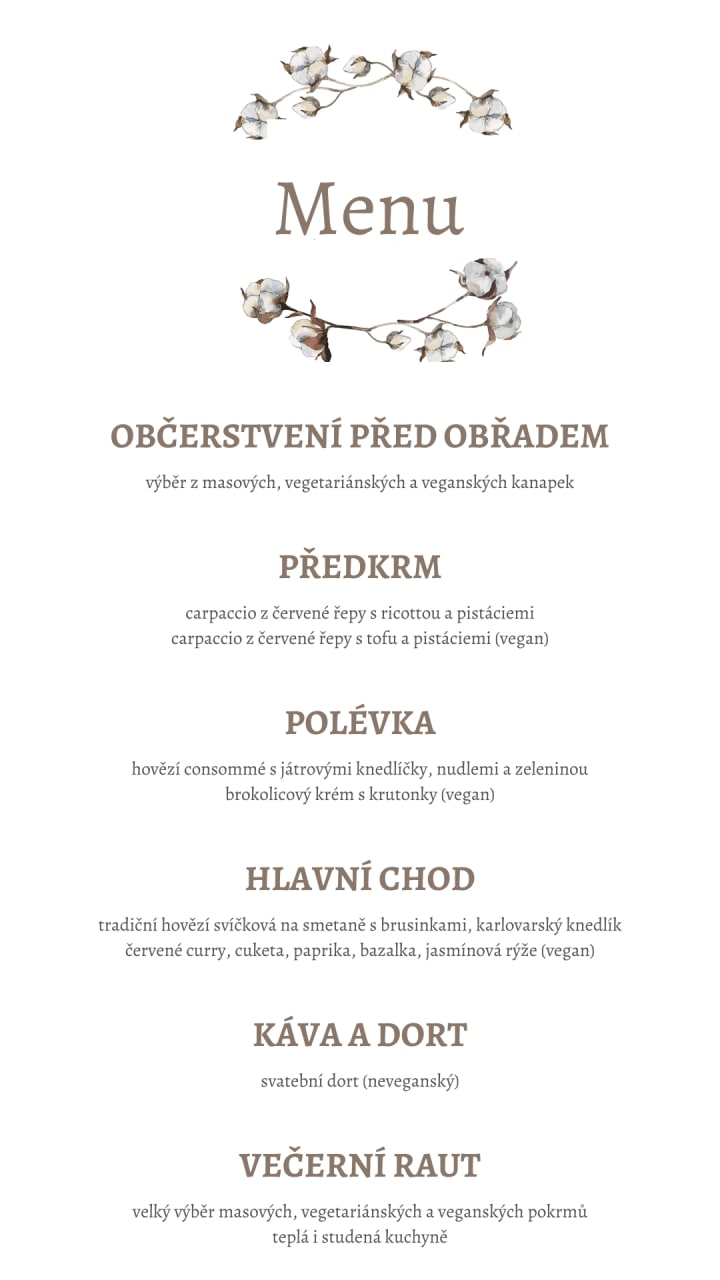 Menu
OBČERSTVENÍ PŘED OBŘADEM
výběr z masových, vegetariánských a veganských kanapek
PŘEDKRM
carpaccio z červené řepy s ricottou a pistáciemi
carpaccio z červené řepy s tofu a pistáciemi (vegan)
POLÉVKA
hovězí consommé s játrovými knedlíčky, nudlemi a zeleninou
brokolicový krém s krutonky (vegan)
HLAVNÍ CHOD
tradiční hovězí svíčková na smetaně s brusinkami, karlovarský knedlík
červené curry, cuketa, paprika, bazalka, jasmínová rýže (vegan)
KÁVA A DORT
svatební dort (neveganský)
VEČERNÍ RAUT
velký výběr masových, vegetariánských a veganských pokrmů
teplá i studená kuchyně